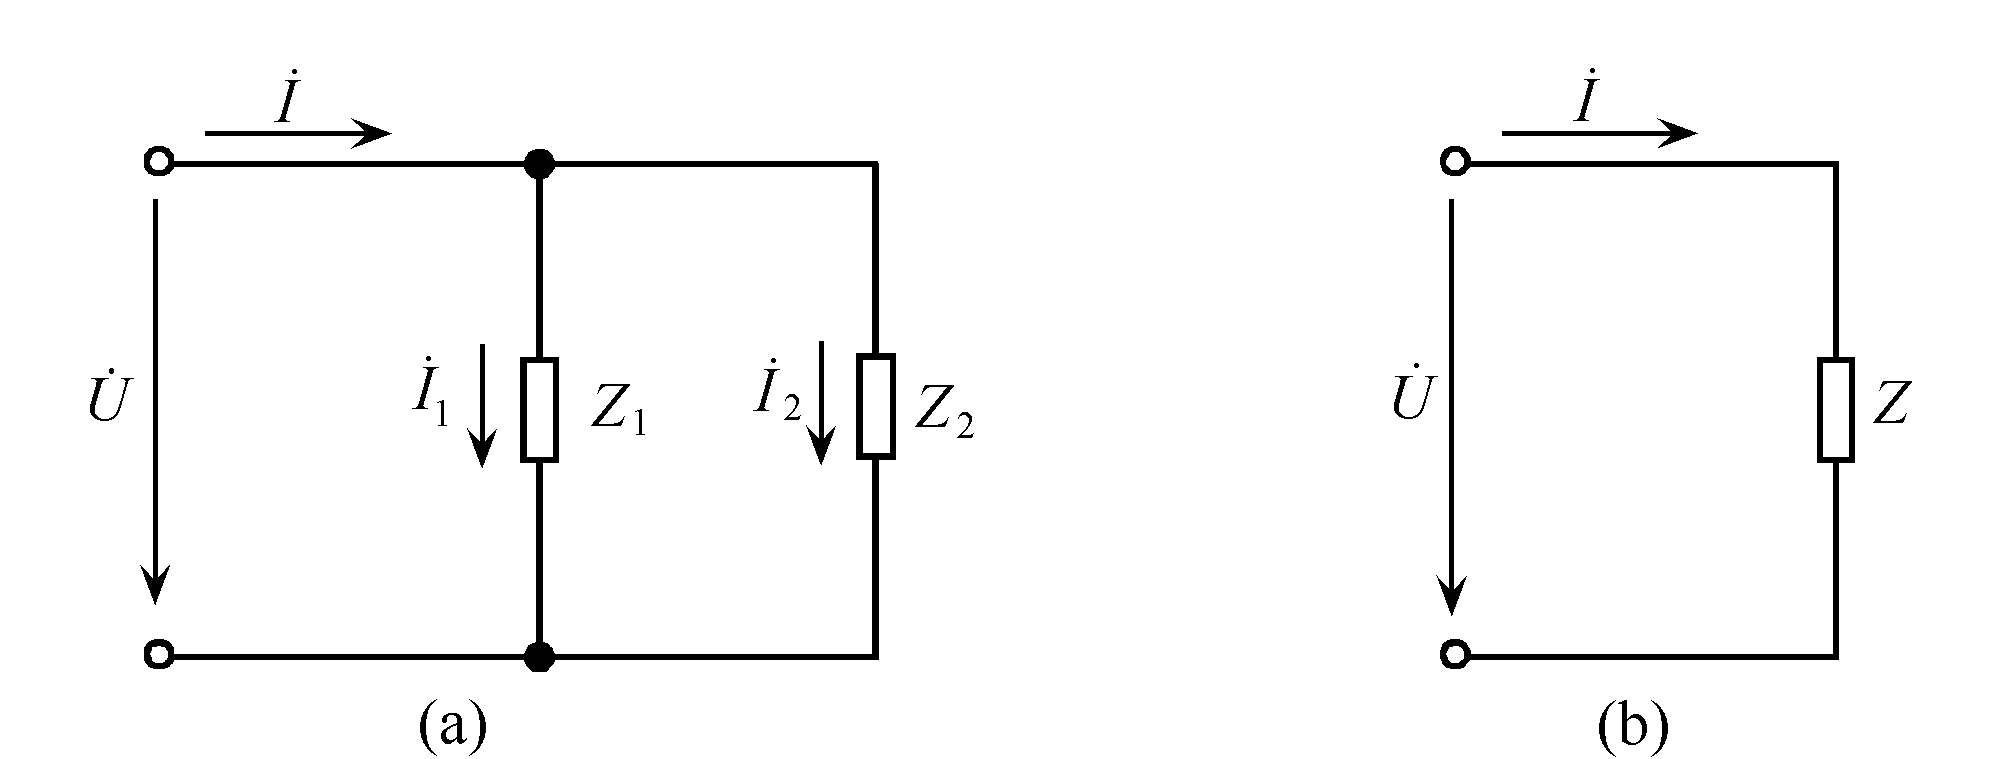 İ
İ
U̇
İ₁
Z₁
İ₂
Z₂
U̇
Z
(a)
(b)